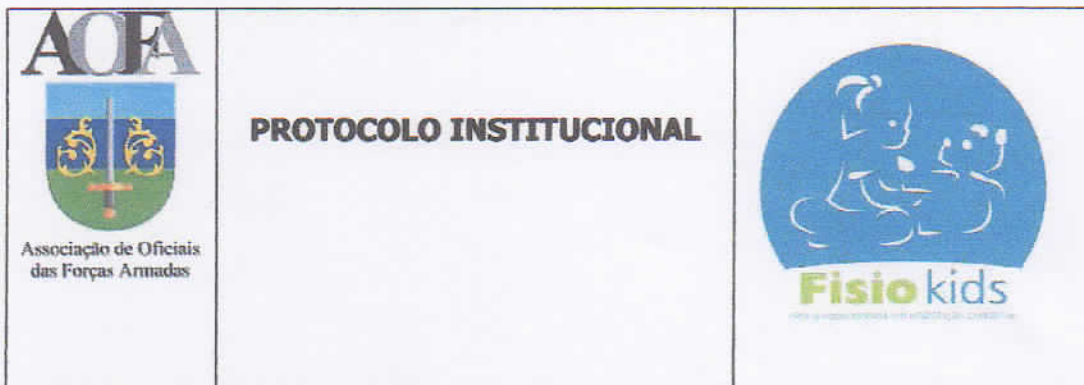 AOFA
Associação de Oficiais
das Forças Armadas
PROTOCOLO INSTITUCIONAL
Fisio kids